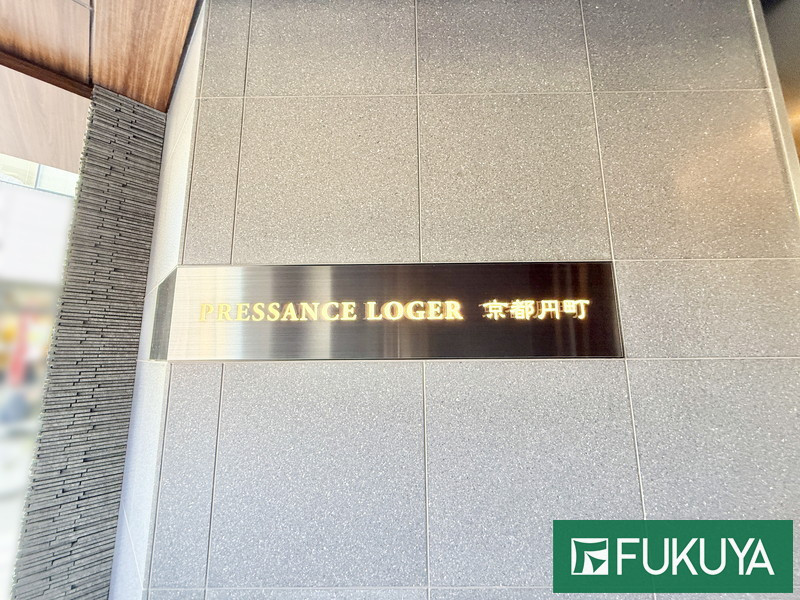 PRESSANCE LOGER 京都円町
FUKUYA